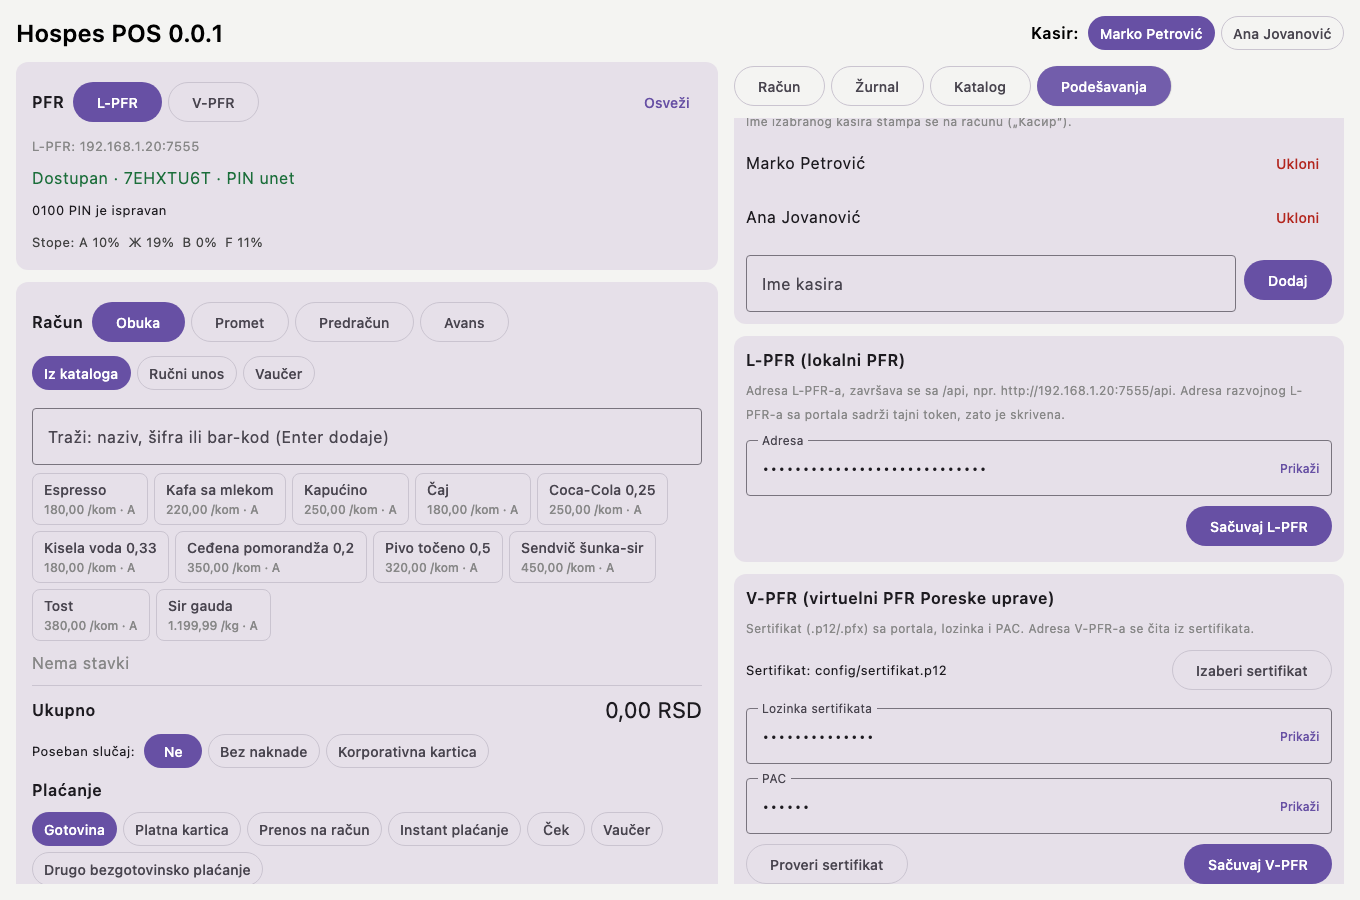 Hospes POS 0.0.1
Kasir: Marko Petrović Ana Jovanović
PFR L-PFR V-PFR Osveži
L-PFR: 192.168.1.20:7555
Dostupan · 7EHXTU6T · PIN unet
0100 PIN je ispravan
Stope: A 10% Ж 19% B 0% F 11%
Račun Obuka Promet Predračun Avans
Iz kataloga Ručni unos Vaučer
Traži: naziv, šifra ili bar-kod (Enter dodaje)
Espresso
180,00 /kom · A
Kafa sa mlekom
220,00 /kom · A
Kapućino
250,00 /kom · A
Čaj
180,00 /kom · A
Coca-Cola 0,25
250,00 /kom · A
Kisela voda 0,33
180,00 /kom · A
Ceđena pomorandža 0,2
350,00 /kom · A
Pivo točeno 0,5
320,00 /kom · A
Sendvič šunka-sir
450,00 /kom · A
Tost
380,00 /kom · A
Sir gauda
1.199,99 /kg · A
Nema stavki
Ukupno 0,00 RSD
Poseban slučaj: Ne Bez naknade Korporativna kartica
Plaćanje
Gotovina Platna kartica Prenos na račun Instant plaćanje Ček Vaučer
Drugo bezgotovinsko plaćanje
Račun Žurnal Katalog Podešavanja
Ime izabranog kasira štampa se na računu („Касир“).
Marko Petrović Ukloni
Ana Jovanović Ukloni
Ime kasira Dodaj
L-PFR (lokalni PFR)
Adresa L-PFR-a, završava se sa /api, npr. http://192.168.1.20:7555/api. Adresa razvojnog L-
PFR-a sa portala sadrži tajni token, zato je skrivena.
Adresa
•••••••••••••••••••••••••••• Prikaži
Sačuvaj L-PFR
V-PFR (virtuelni PFR Poreske uprave)
Sertifikat (.p12/.pfx) sa portala, lozinka i PAC. Adresa V-PFR-a se čita iz sertifikata.
Sertifikat: config/sertifikat.p12 Izaberi sertifikat
Lozinka sertifikata
•••••••••••••• Prikaži
PAC
•••••• Prikaži
Proveri sertifikat Sačuvaj V-PFR